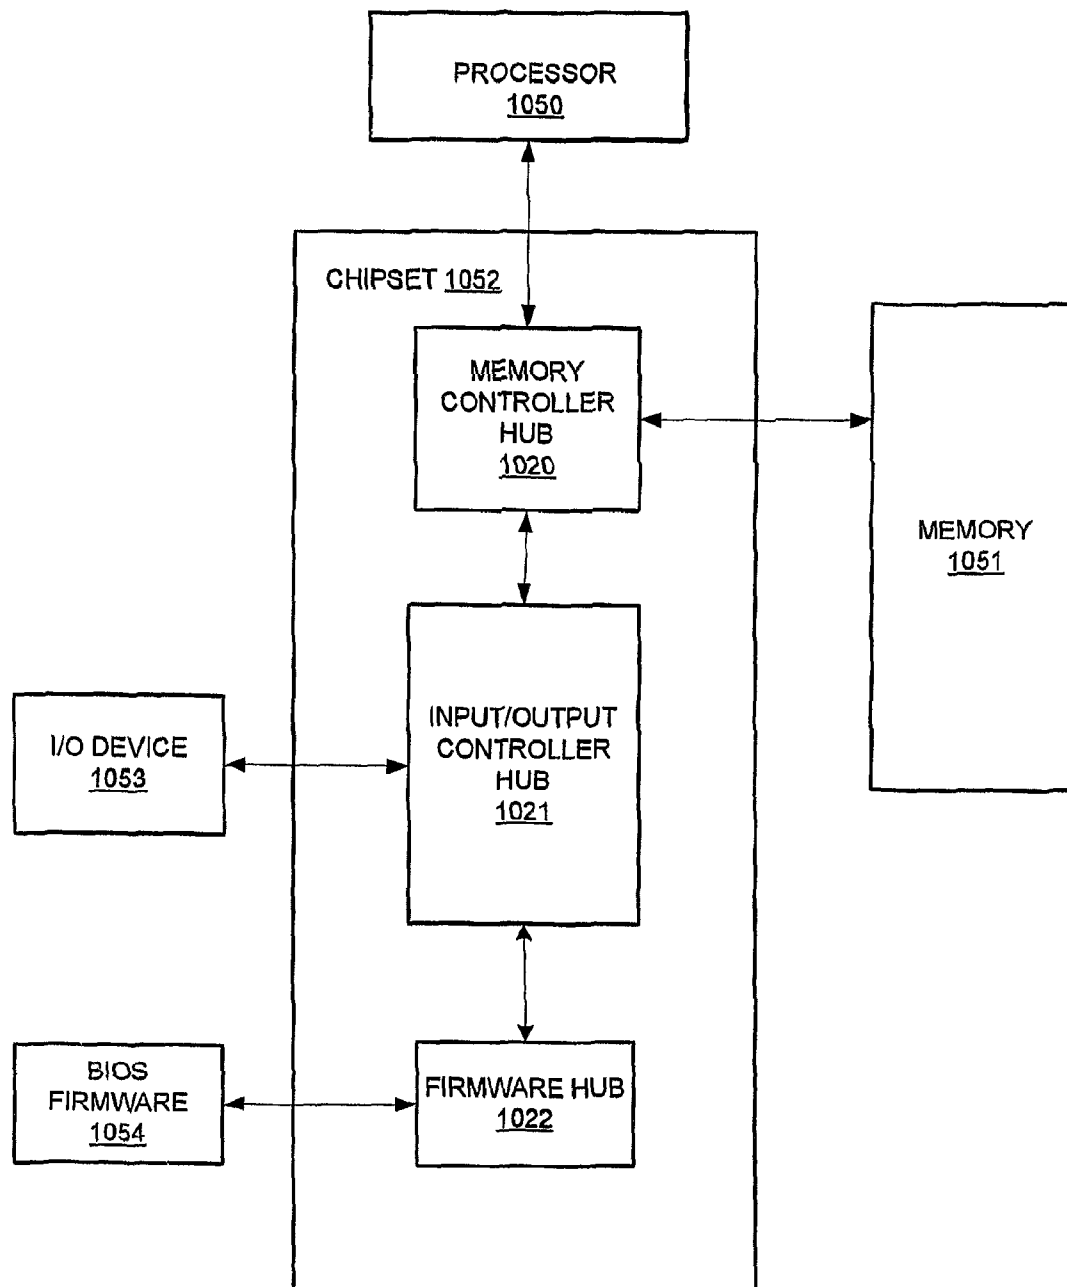 PROCESSOR
1050
CHIPSET 1052
MEMORY
CONTROLLER
HUB
1020
MEMORY
1051
INPUT/OUTPUT
CONTROLLER
HUB
1021
I/O DEVICE
1053
BIOS
FIRMWARE
1054
FIRMWARE HUB
1022